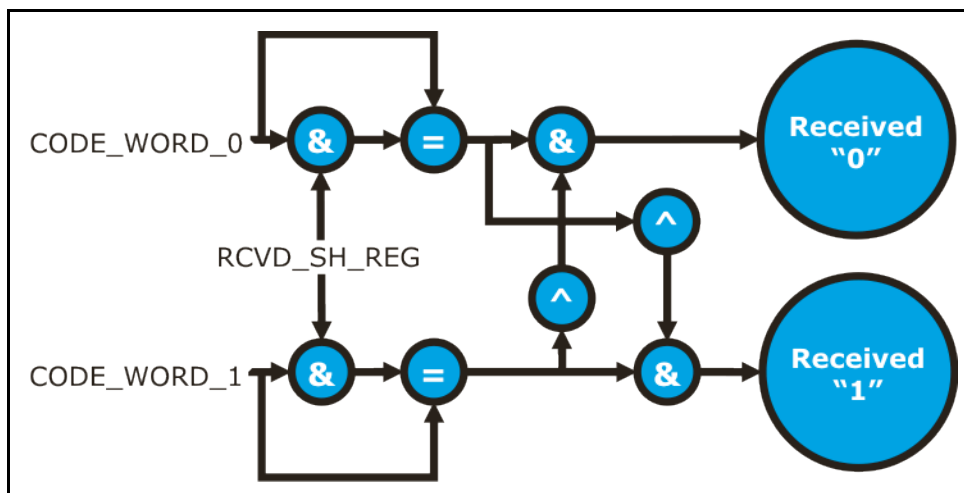 CODE_WORD_0
&
=
&
Received
“0”
^
RCVD_SH_REG
^
CODE_WORD_1
&
=
&
Received
“1”